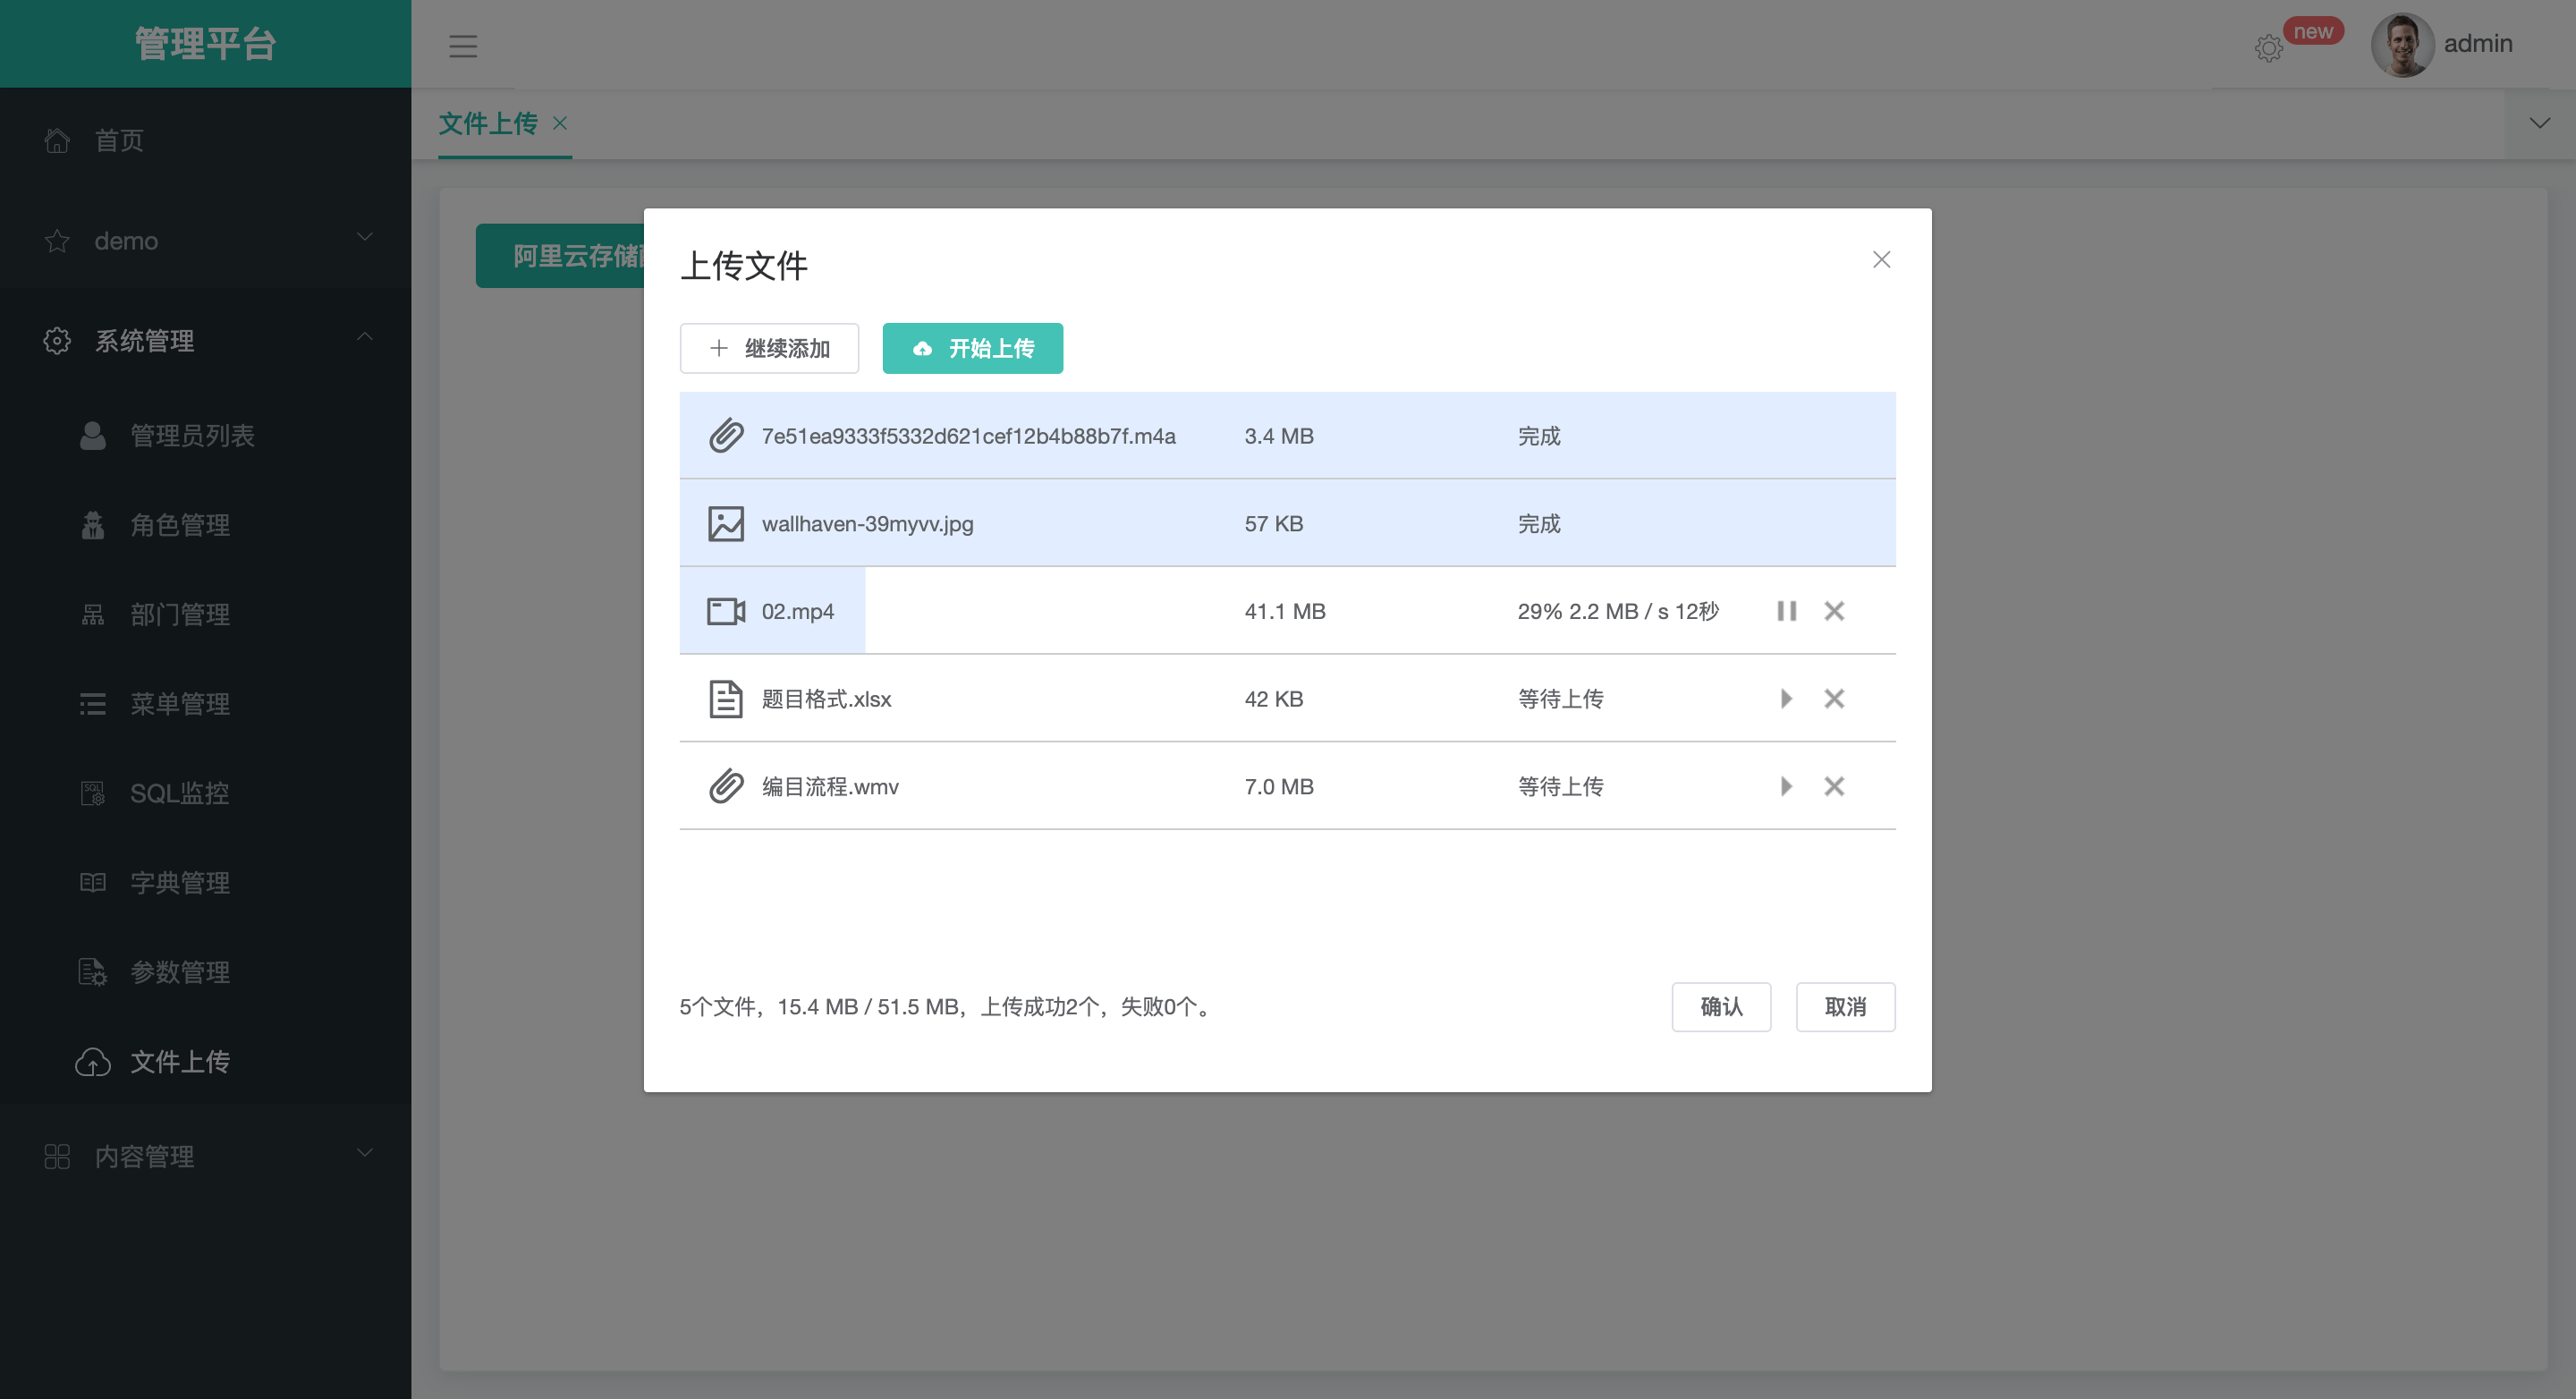 管理平台
new
admin
首页
文件上传
demo
阿里云存储
系统管理
管理员列表
角色管理
部门管理
菜单管理
SQL监控
字典管理
参数管理
文件上传
内容管理
上传文件
继续添加
开始上传
7e51ea9333f5332d621cef12b4b88b7f.m4a 3.4 MB 完成
wallhaven-39myvv.jpg 57 KB 完成
02.mp4 41.1 MB 29% 2.2 MB / s 12秒
题目格式.xlsx 42 KB 等待上传
编目流程.wmv 7.0 MB 等待上传
5个文件，15.4 MB / 51.5 MB，上传成功2个，失败0个。
确认
取消